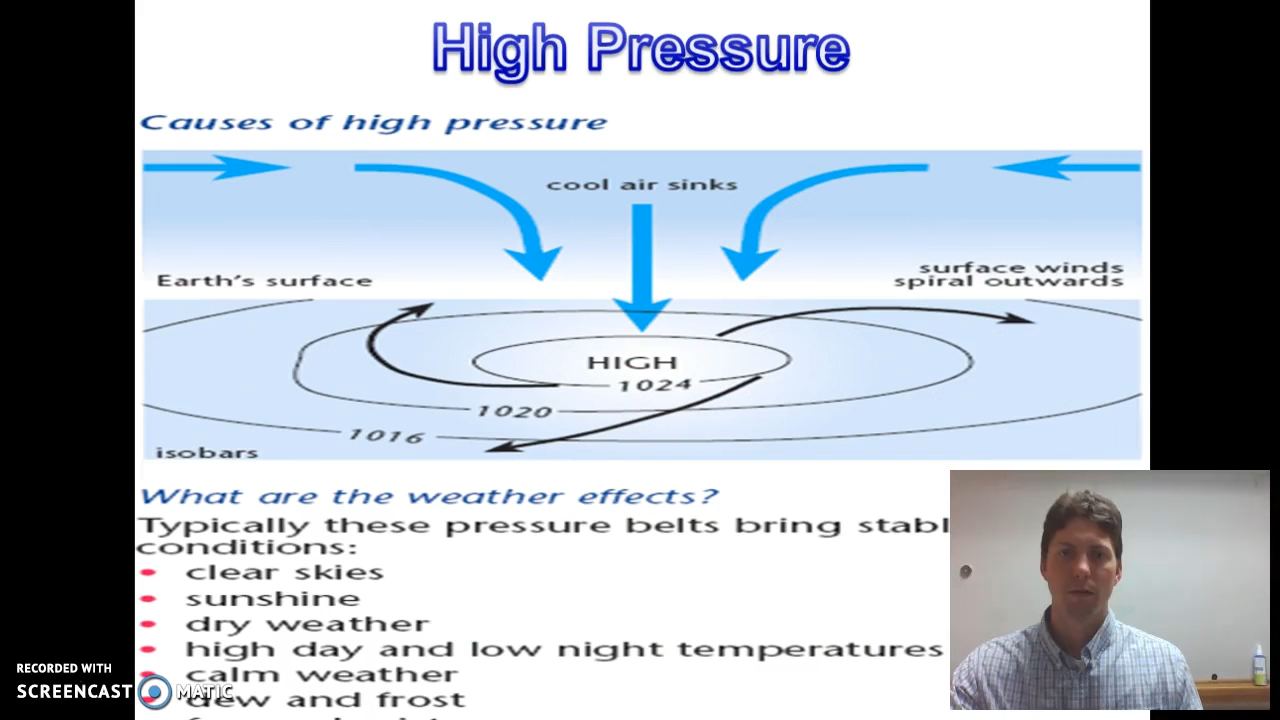 High Pressure
Causes of high pressure
cool air sinks
Earth's surface
surface winds
spiral outwards
HIGH
1024
1020
1016
isobars
What are the weather effects?
Typically these pressure belts bring stabl
conditions:
• clear skies
• sunshine
• dry weather
• high day and low night temperatures
• calm weather
• dew and frost
RECORDED WITH
SCREENCAST MATIC